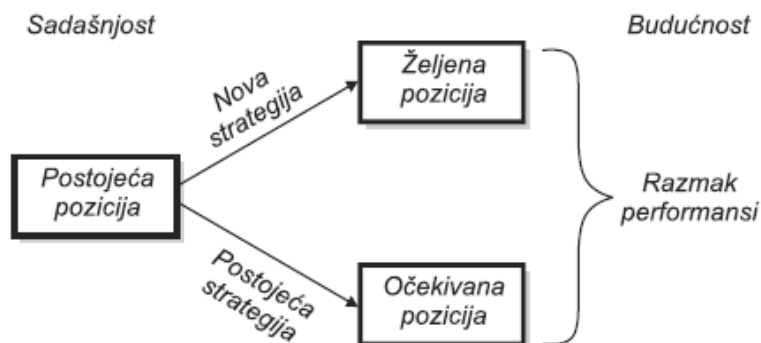 Sadašnjost
Budućnost
Željena
pozicija
Nova
strategija
Postojeća
pozicija
Razmak
performansi
Postojeća
strategija
Očekivana
pozicija